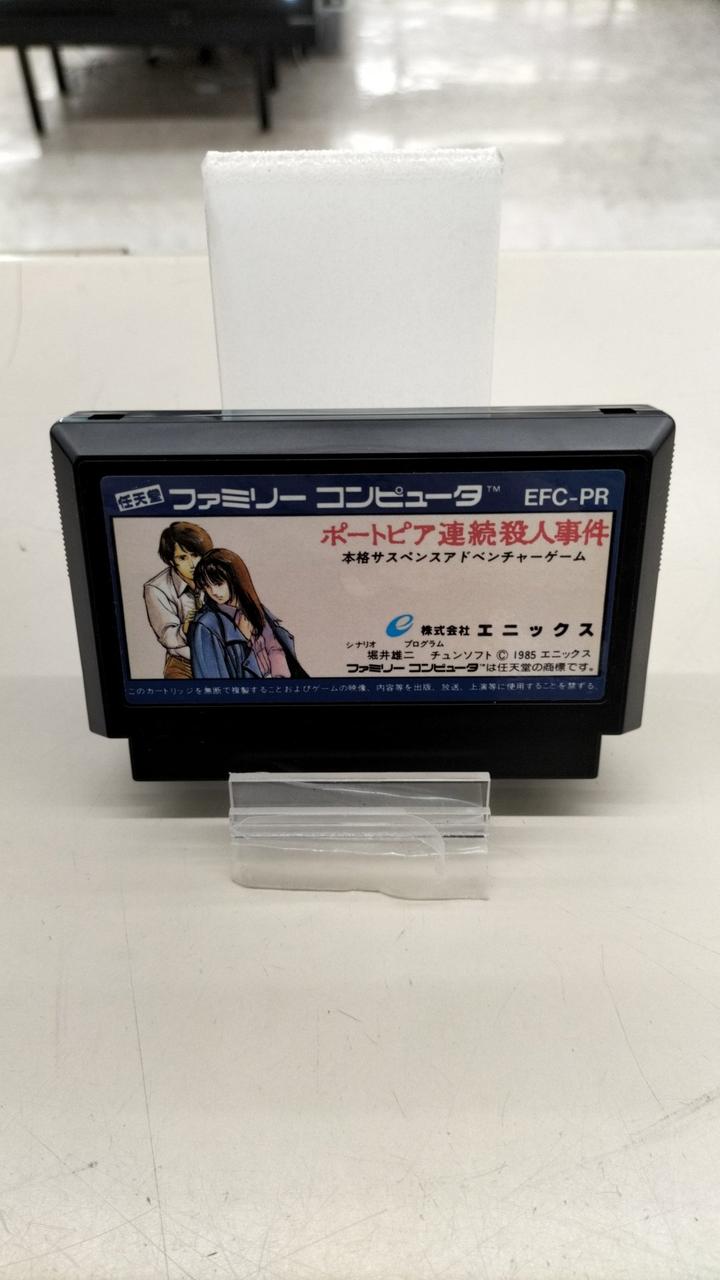 任天堂 ファミリー コンピュータ™ EFC-PR
ポートピア連続殺人事件
本格サスペンスアドベンチャーゲーム
e 株式会社 エニックス
シナリオ プログラム
堀井雄二 チュンソフト © 1985 エニックス
ファミリー コンピュータ™は任天堂の商標です。
このカートリッジを無断で複製することおよびゲームの映像、内容等を出版、放送、上演等に使用することを禁ずる。